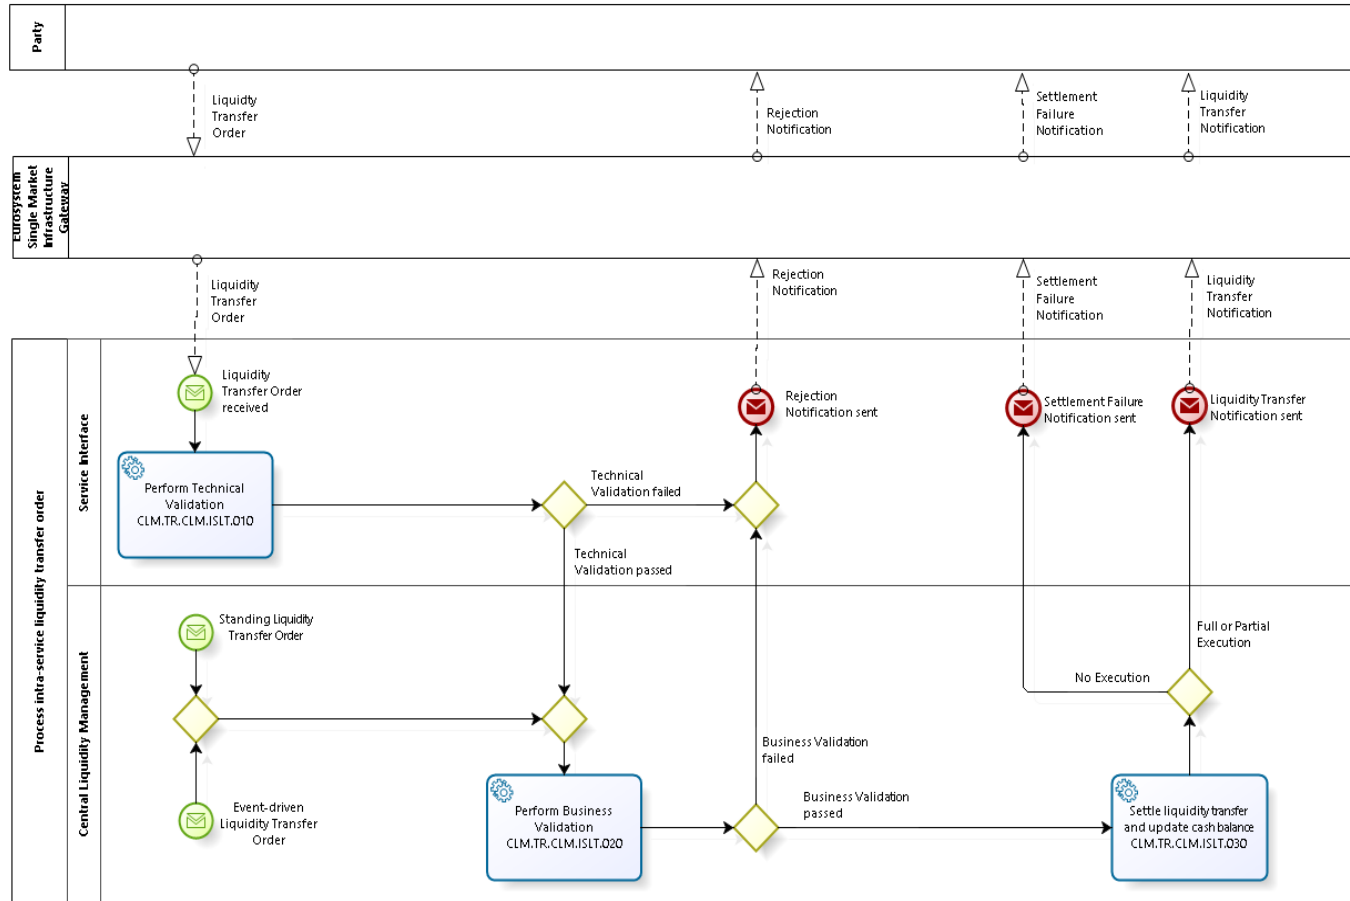 Party
Liquidty
Transfer
Order
Rejection
Notification
Settlement
Failure
Notification
Liquidity
Transfer
Notification
Eurosystem
Single Market
Infrastructure
Gateway
Liquidity
Transfer
Order
Rejection
Notification
Settlement
Failure
Notification
Liquidity
Transfer
Notification
Process intra-service liquidity transfer order
Service Interface
Liquidity
Transfer Order
received
Rejection
Notification sent
Settlement Failure
Notification sent
Liquidity Transfer
Notification sent
Perform Technical
Validation
CLM.TR.CLM.ISLT.010
Technical
Validation failed
Technical
Validation passed
Central Liquidity Management
Standing Liquidity
Transfer Order
Full or Partial
Execution
No Execution
Business Validation
failed
Event-driven
Liquidity Transfer
Order
Perform Business
Validation
CLM.TR.CLM.ISLT.020
Business Validation
passed
Settle liquidity transfer
and update cash balance
CLM.TR.CLM.ISLT.030